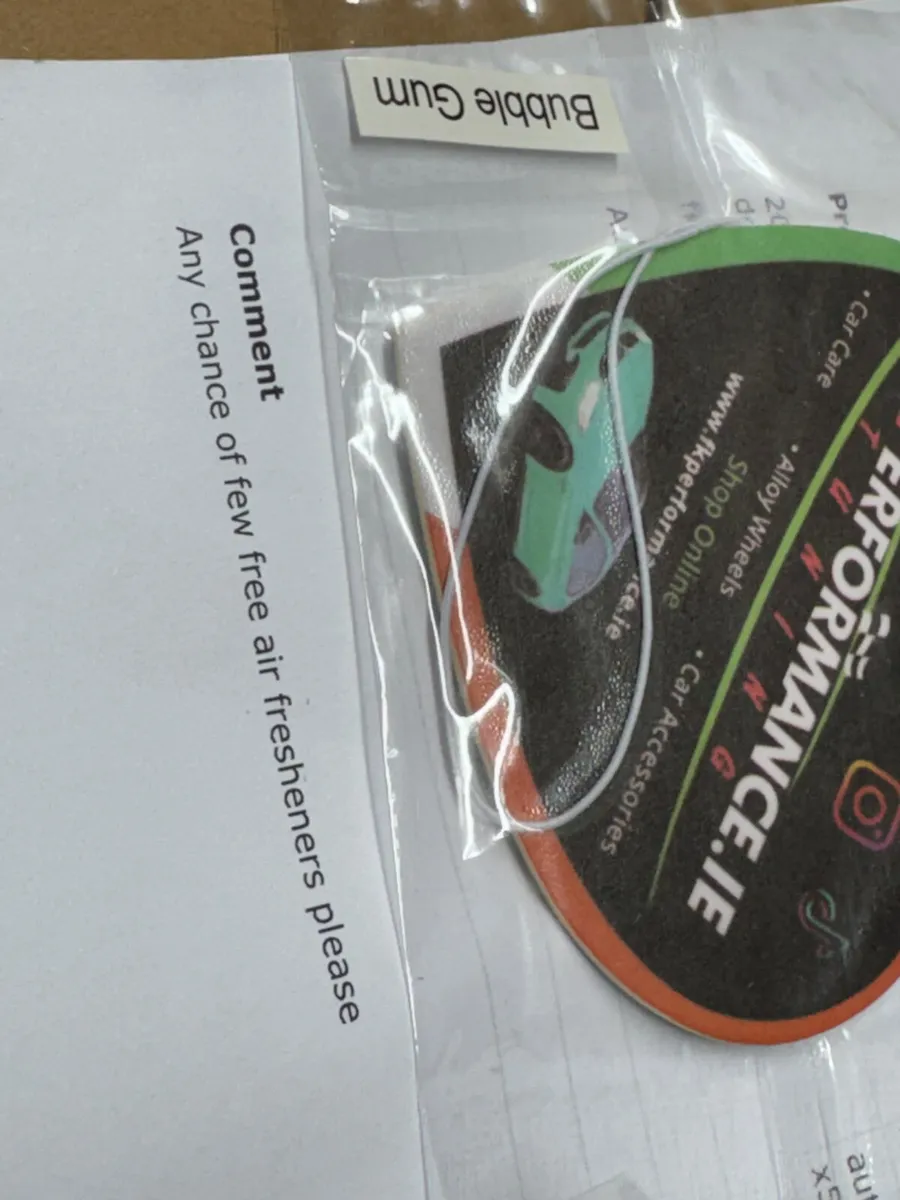 Bubble Gum
Comment
Any chance of few free air fresheners please
ERFORMANCE.IE
T U N I N G
• Car Care
• Alloy Wheels
• Car Accessories
Shop Online